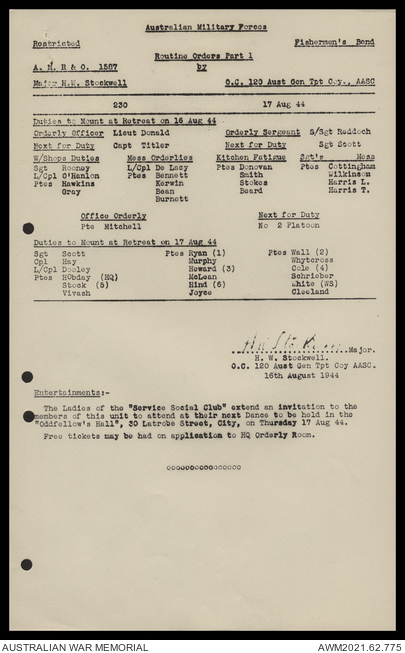 Australian Military Forces
Restricted Fishermen's Bend
Routine Orders Part 1
A. M. R & O. 1587 by
Major H.W. Stockwell O.C. 120 Aust Gen Tpt Coy., AASC
230 17 Aug 44
Duties to Mount at Retreat on 16 Aug 44
Orderly Officer Lieut Donald Orderly Sergeant S/Sgt Raddoch
Next for Duty Capt Titler Next for Duty Sgt Scott
W/Shops Duties Mess Orderlies Kitchen Fatigue Sgt's Mess
Sgt Rooney L/Cpl De Lacy Ptes Donovan Ptes Cottingham
L/Cpl O'Hanlon Ptes Bennett Smith Wilkinson
Ptes Hawkins Kerwin Stokes Harris L.
Gray Bean Beard Harris T.
Burnett
Office Orderly Next for Duty
Pte Mitchell No 2 Platoon
Duties to Mount at Retreat on 17 Aug 44
Sgt Scott Ptes Ryan (1) Ptes Wall (2)
Cpl Hay Murphy Whytcross
L/Cpl Dooley Howard (3) Cole (4)
Ptes HObday (HQ) McLean Schrieber
Stock (5) Hind (6) White (WS)
Vivash Joyce Cleeland
Major.
H. W. Stockwell.
O.C. 120 Aust Gen Tpt Coy AASC.
16th August 1944
Entertainments:-
The Ladies of the "Service Social Club" extend an invitation to the
members of this unit to attend at their next Dance to be held in the
"Oddfellow's Hall", 30 Latrobe Street, City, on Thursday 17 Aug 44.
Free tickets may be had on application to HQ Orderly Room.
ooooooooooooooooo
AUSTRALIAN WAR MEMORIAL AWM2021.62.775